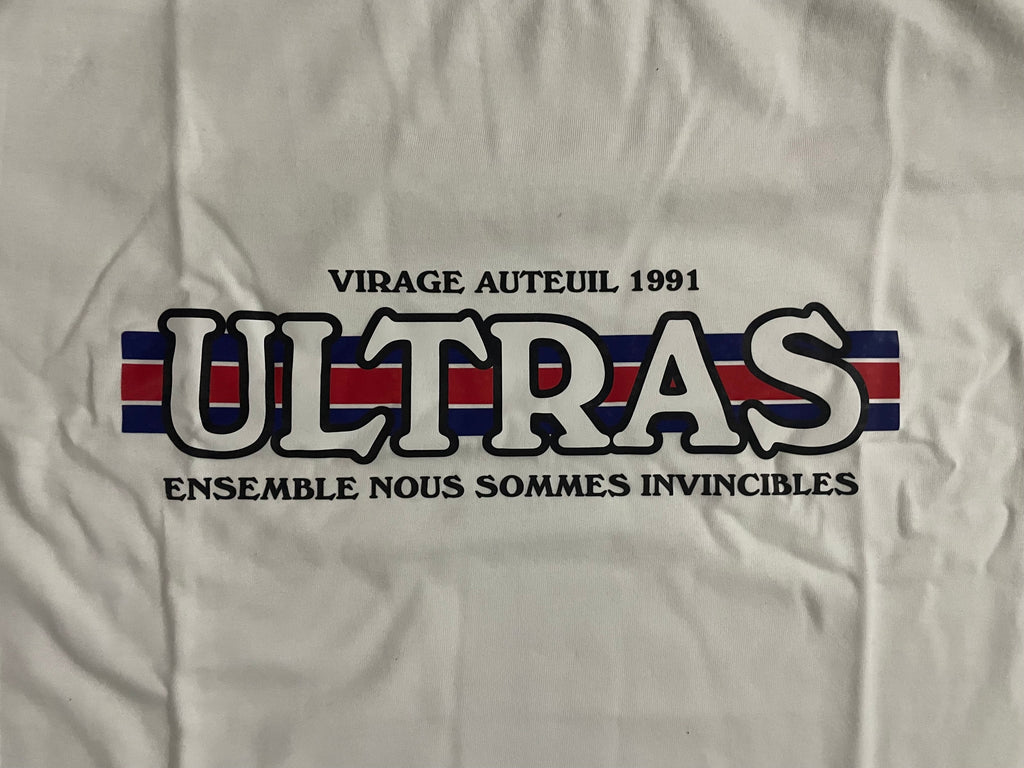 VIRAGE AUTEUIL 1991
ULTRAS
ENSEMBLE NOUS SOMMES INVINCIBLES